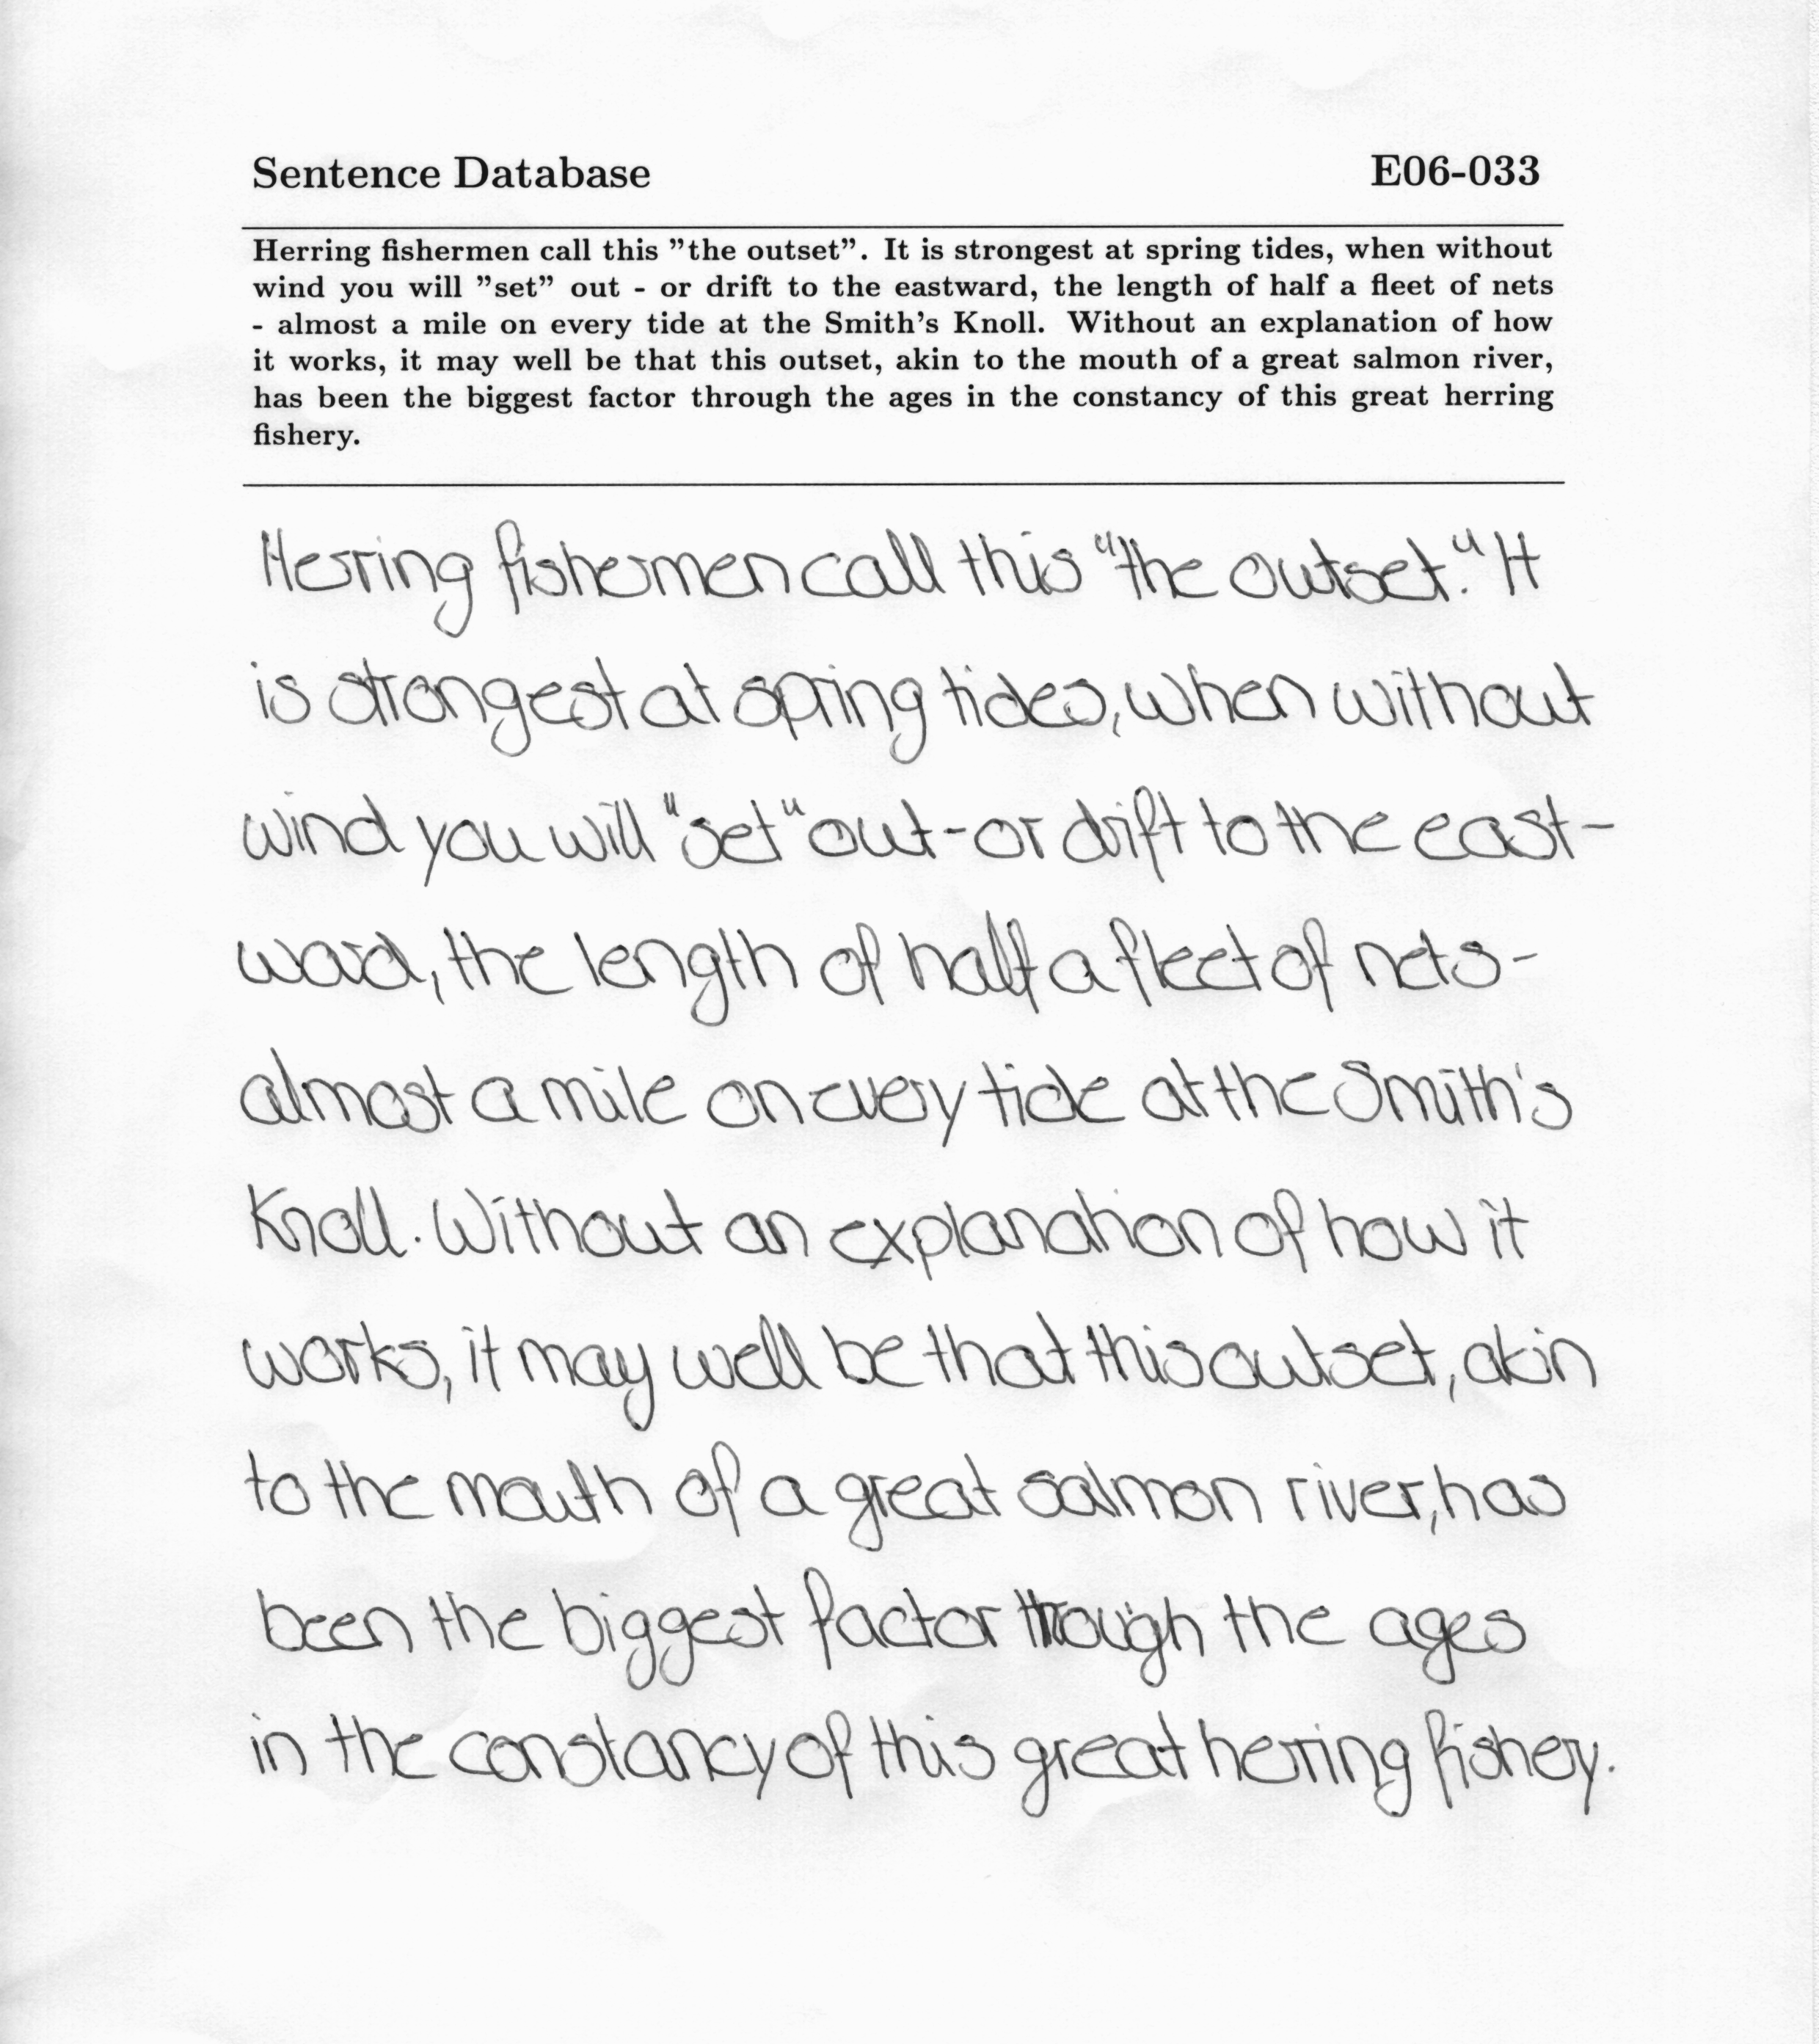 Sentence Database E06-033
Herring fishermen call this "the outset". It is strongest at spring tides, when without
wind you will "set" out - or drift to the eastward, the length of half a fleet of nets
- almost a mile on every tide at the Smith's Knoll. Without an explanation of how
it works, it may well be that this outset, akin to the mouth of a great salmon river,
has been the biggest factor through the ages in the constancy of this great herring
fishery.
Herring fishermen call this "the outset." It
is strongest at spring tides, when without
wind you will "set" out - or drift to the east-
ward, the length of half a fleet of nets -
almost a mile on every tide at the Smith's
Knoll. Without an explanation of how it
works, it may well be that this outset, akin
to the mouth of a great salmon river, has
been the biggest factor through the ages
in the constancy of this great herring fishery.